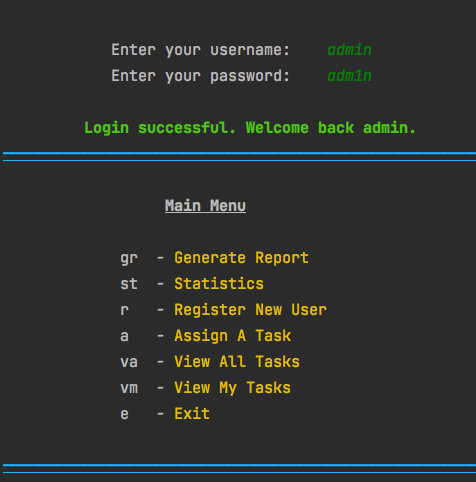 Enter your username: admin
Enter your password: adm1n
Login successful. Welcome back admin.
Main Menu
gr - Generate Report
st - Statistics
r - Register New User
a - Assign A Task
va - View All Tasks
vm - View My Tasks
e - Exit